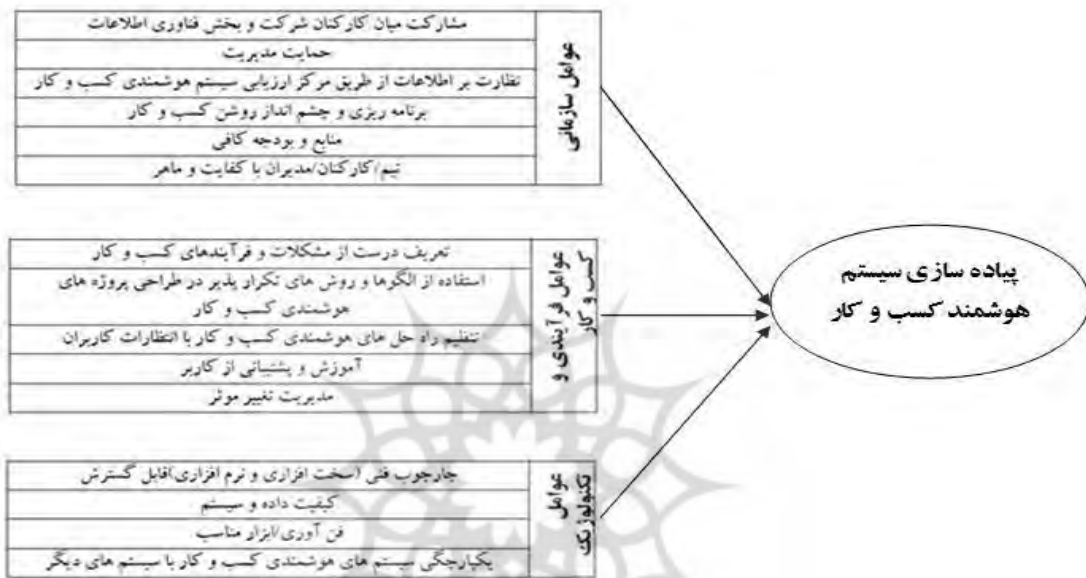 عوامل سازمانی
مشارکت میان کارکنان شرکت و بخش فناوری اطلاعات
حمایت مدیریت
نظارت بر اطلاعات از طریق مرکز ارزیابی سیستم هوشمندی کسب و کار
برنامه ریزی و چشم انداز روشن کسب و کار
منابع و بودجه کافی
تیم/کارکنان/مدیران با کفایت و ماهر
عوامل فرآیندی و
کسب و کار
تعریف درست از مشکلات و فرآیندهای کسب و کار
استفاده از الگوها و روش های تکرار پذیر در طراحی پروژه های
هوشمندی کسب و کار
تنظیم راه حل های هوشمندی کسب و کار با انتظارات کاربران
آموزش و پشتیبانی از کاربر
مدیریت تغییر موثر
عوامل
تکنولوژیک
چارچوب فنی (سخت افزاری و نرم افزاری)قابل گسترش
کیفیت داده و سیستم
فن آوری/ابزار مناسب
یکپارچگی سیستم های هوشمندی کسب و کار با سیستم های دیگر
پیاده سازی سیستم
هوشمند کسب و کار